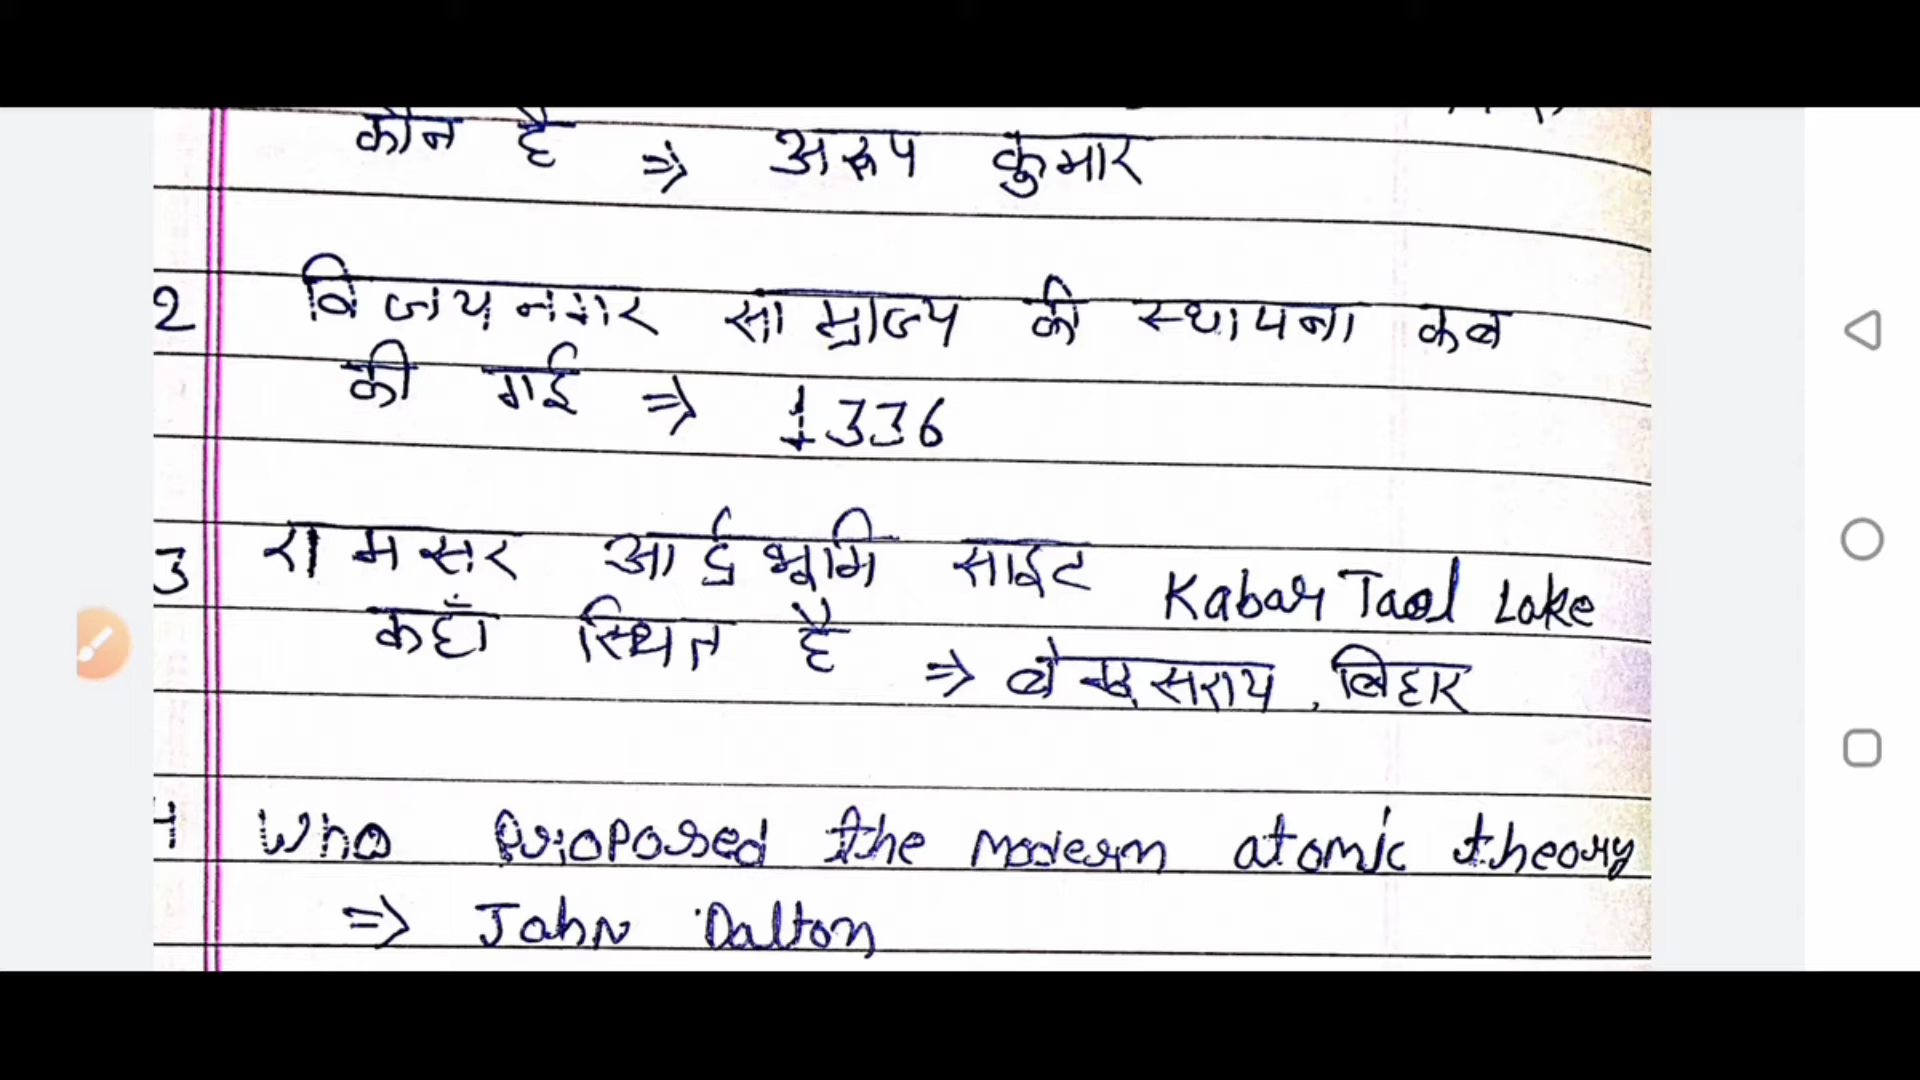 कौन है ⇒ अरूप कुमार
2 विजयनगर साम्राज्य की स्थापना कब
की गई ⇒ 1336
3 रामसर आर्द्रभूमि साईट Kabar Taal Lake
कहाँ स्थित है ⇒ बेगूसराय, बिहार
4 Who Proposed the modern atomic theory
⇒ John Dalton